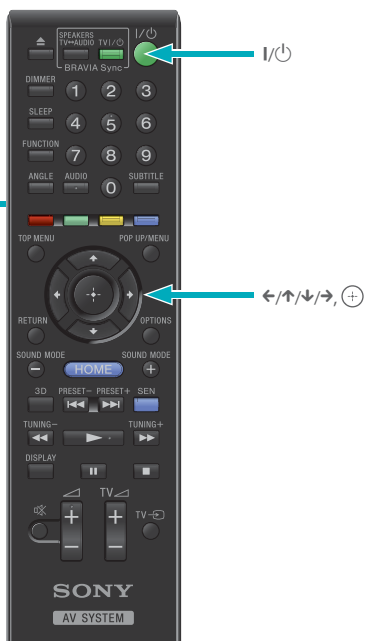 I/⏻
SPEAKERS
TV↔AUDIO TV I/⏻
BRAVIA Sync
I/⏻
DIMMER
1 2 3
SLEEP
4 5 6
FUNCTION
7 8 9
ANGLE AUDIO SUBTITLE
0
TOP MENU POP UP/MENU
←/↑/↓/→, ⊕
RETURN OPTIONS
SOUND MODE SOUND MODE
– HOME +
3D PRESET– PRESET+ SEN
TUNING– TUNING+
DISPLAY
TV
+ + TV
– –
SONY
AV SYSTEM